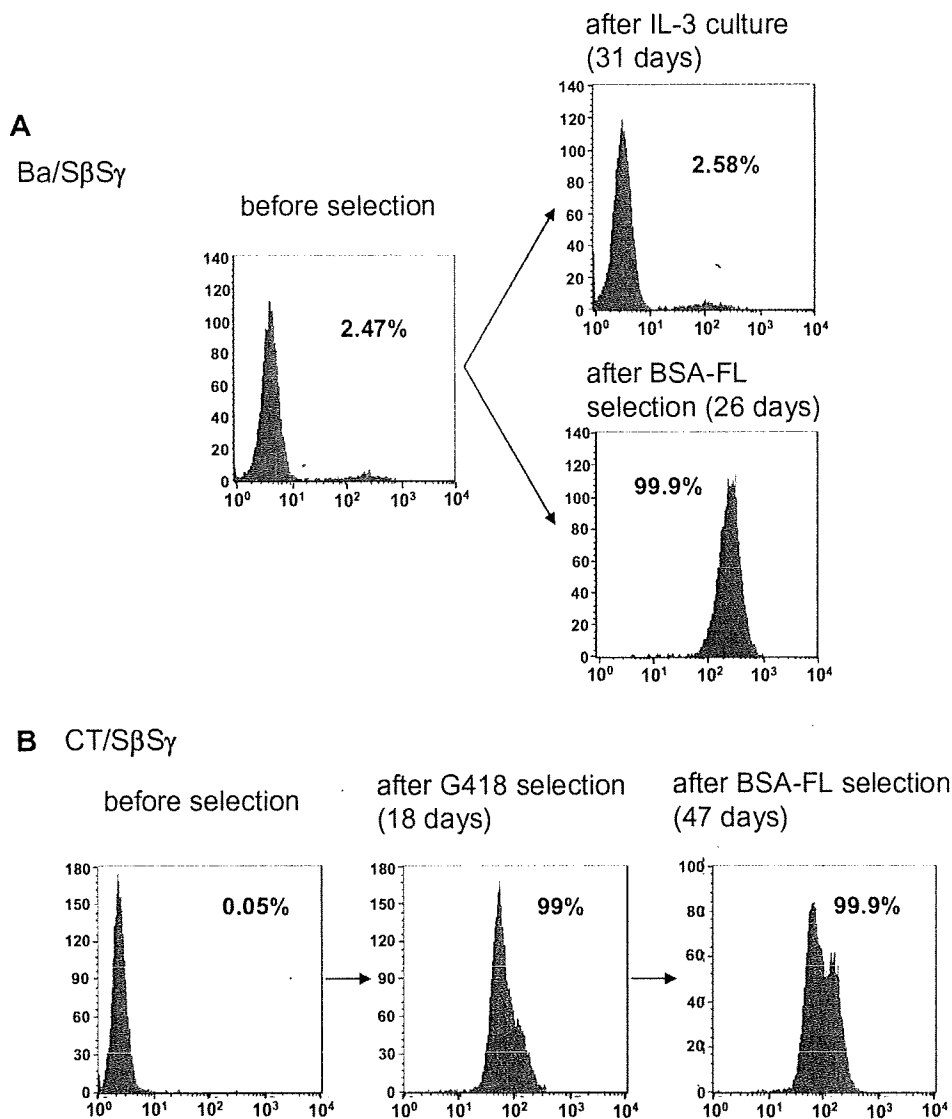 after IL-3 culture
(31 days)
A
Ba/SβSγ
before selection
140
120
100
80
60
40
20
0
2.58%
10⁰ 10¹ 10² 10³ 10⁴
140
120
100
80
60
40
20
0
2.47%
10⁰ 10¹ 10² 10³ 10⁴
after BSA-FL
selection (26 days)
140
120
100
80
60
40
20
0
99.9%
10⁰ 10¹ 10² 10³ 10⁴
B CT/SβSγ
before selection
180
150
120
90
60
30
0
0.05%
10⁰ 10¹ 10² 10³ 10⁴
after G418 selection
(18 days)
180
150
120
90
60
30
0
99%
10⁰ 10¹ 10² 10³ 10⁴
after BSA-FL selection
(47 days)
100
80
60
40
20
0
99.9%
10⁰ 10¹ 10² 10³ 10⁴